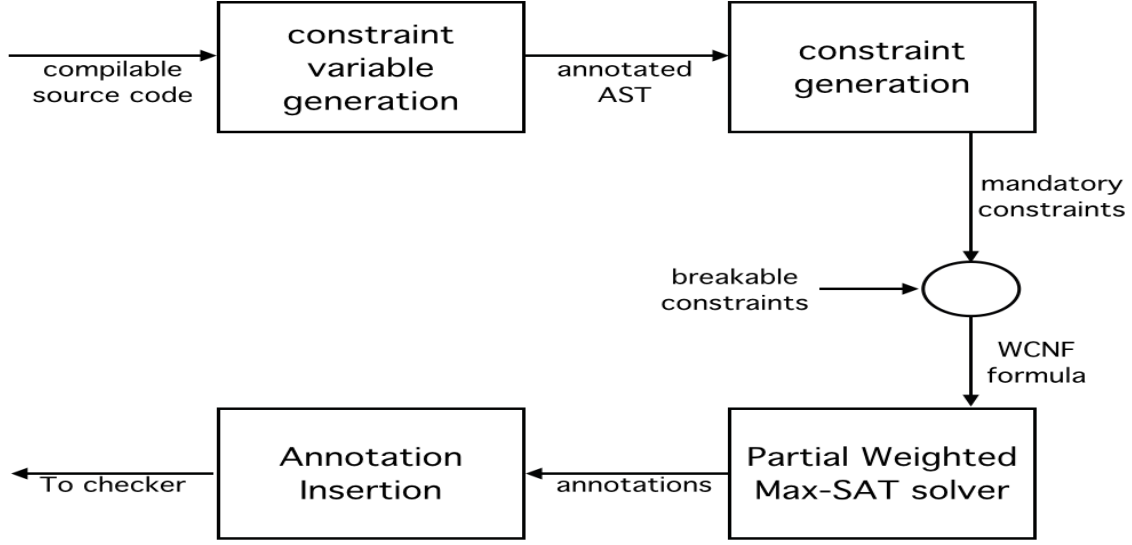 compilable
source code
constraint
variable
generation
annotated
AST
constraint
generation
mandatory
constraints
breakable
constraints
WCNF
formula
Partial Weighted
Max-SAT solver
annotations
Annotation
Insertion
To checker